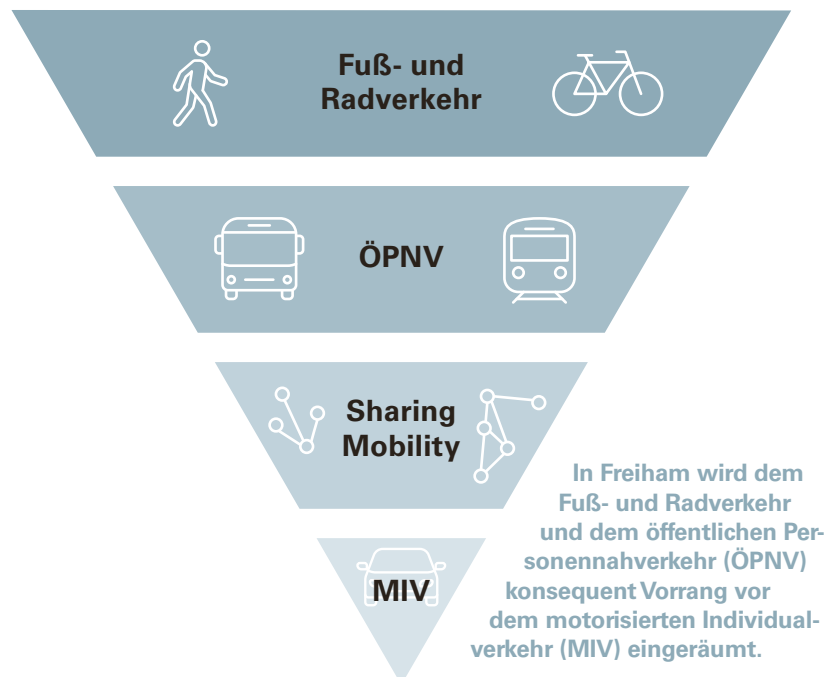 Fuß- und
Radverkehr
ÖPNV
Sharing
Mobility
MIV
In Freiham wird dem
Fuß- und Radverkehr
und dem öffentlichen Per-
sonennahverkehr (ÖPNV)
konsequent Vorrang vor
dem motorisierten Individual-
verkehr (MIV) eingeräumt.